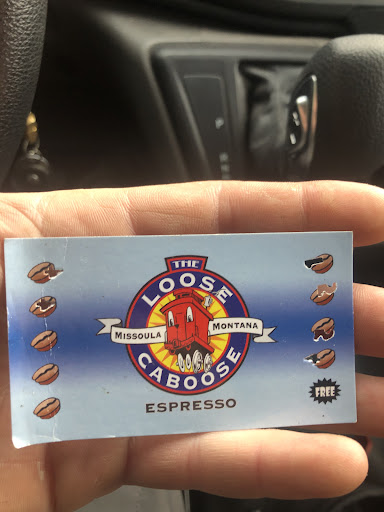 THE
LOOSE
MISSOULA MONTANA
CABOOSE
ESPRESSO
FREE